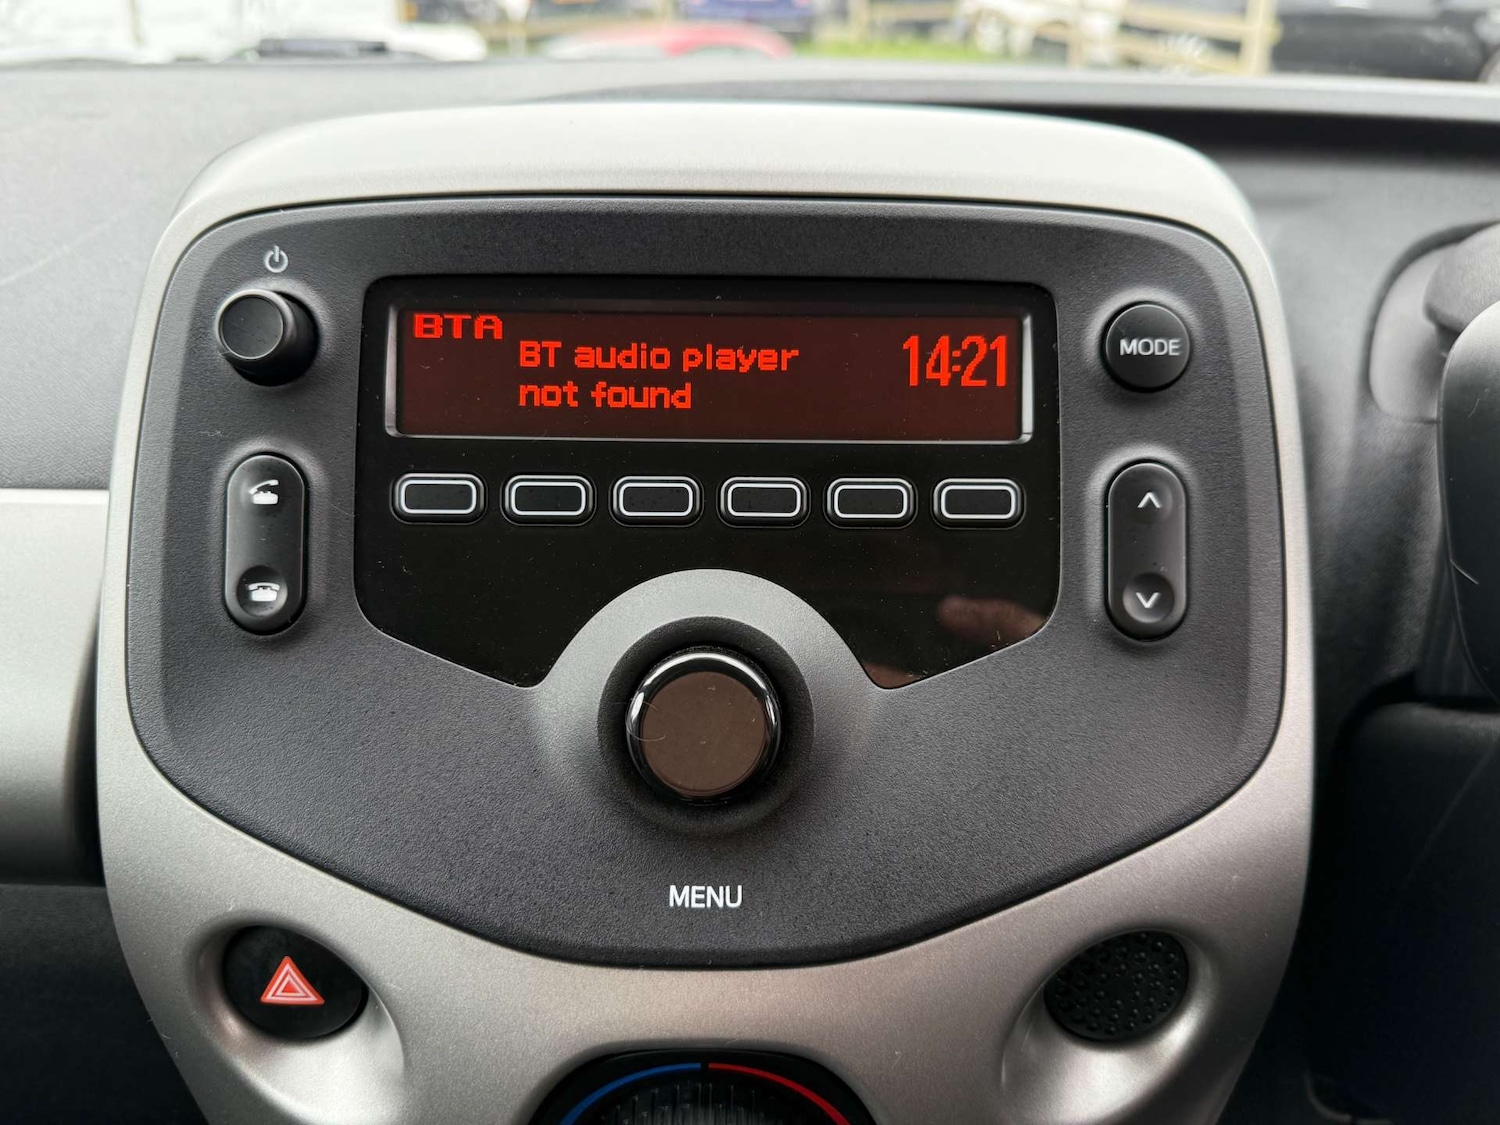 BTA
BT audio player
not found
14:21
MODE
MENU